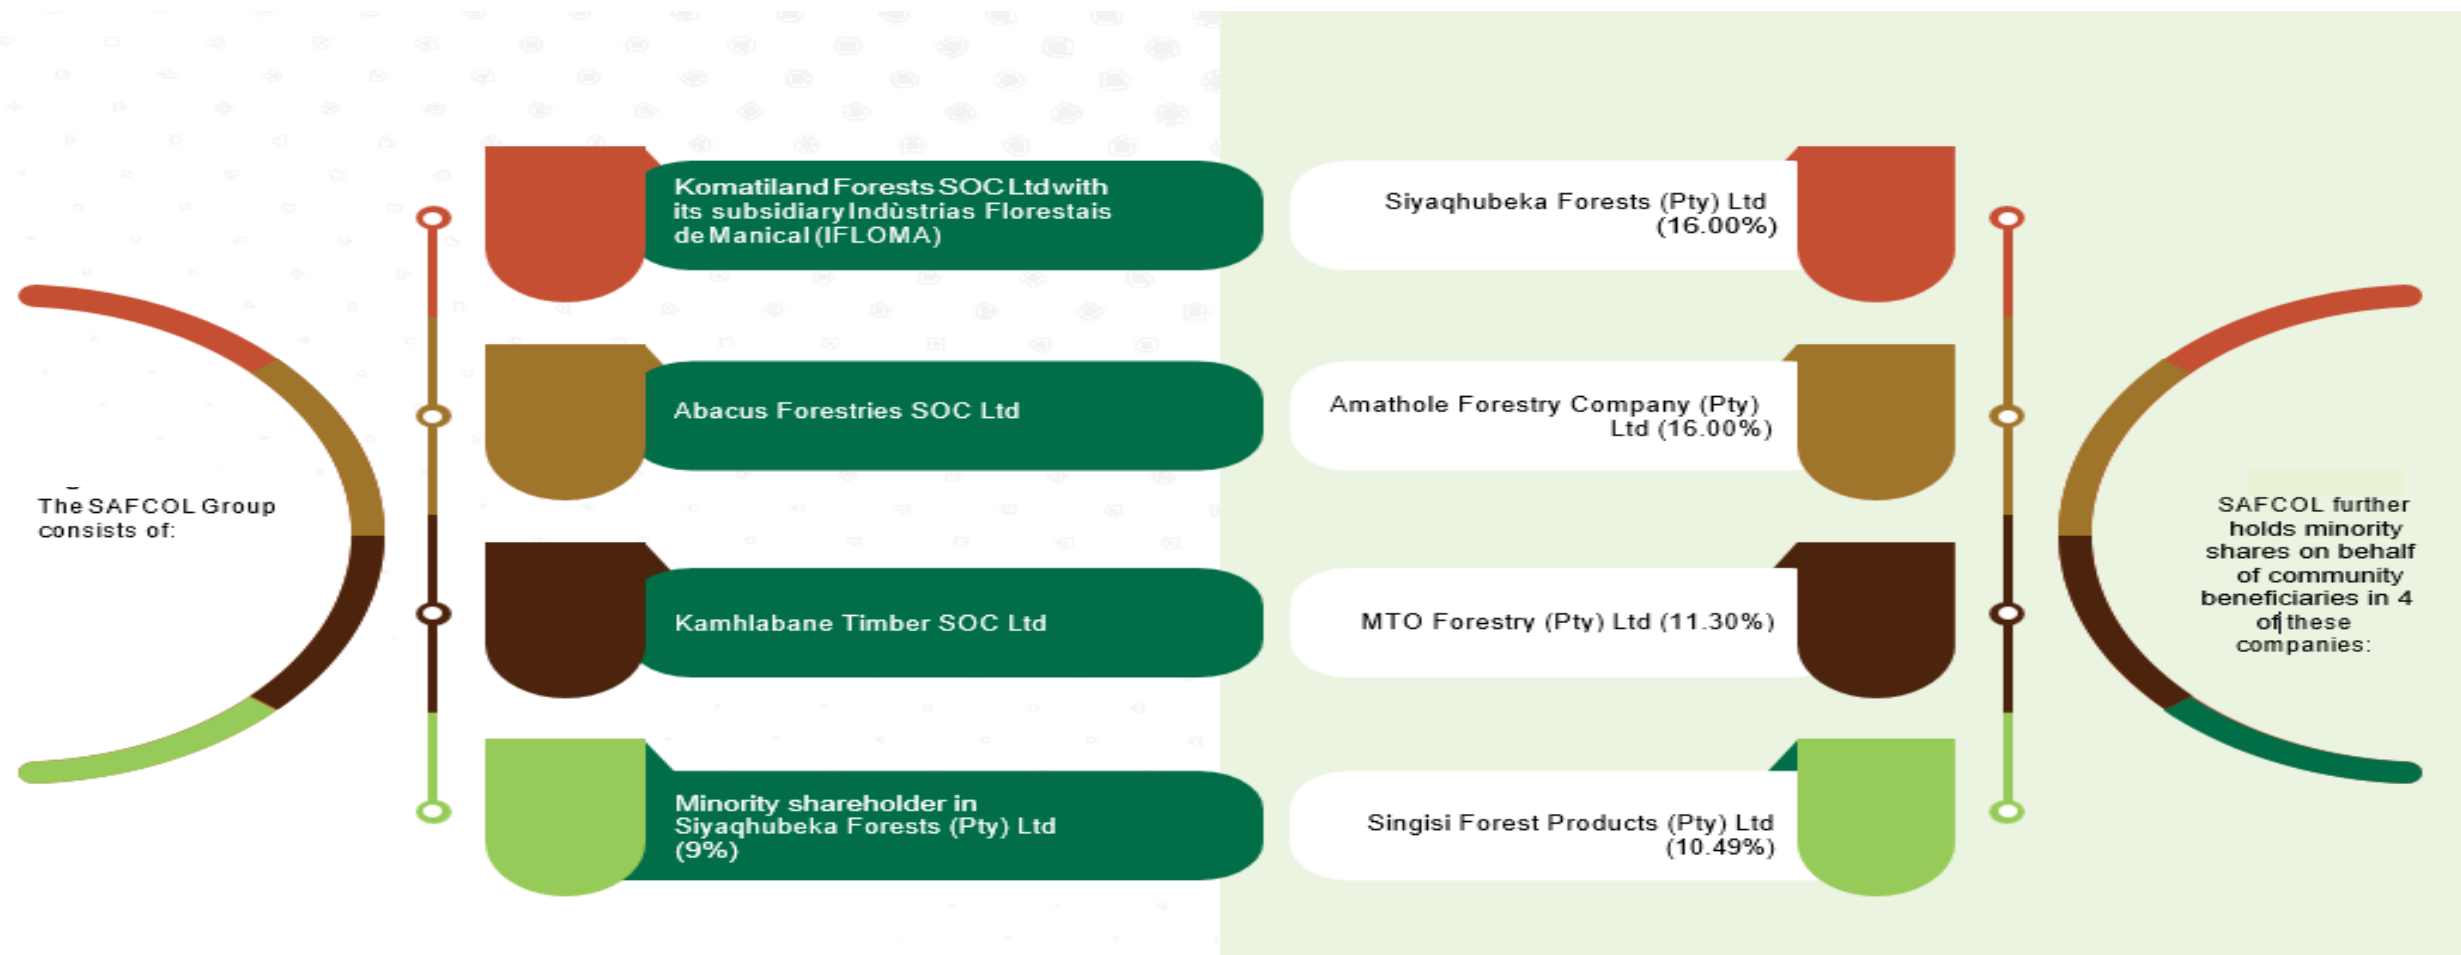 The SAFCOL Group
consists of:
Komatiland Forests SOC Ltd with
its subsidiary Indùstrias Florestais
de Manical (IFLOMA)
Abacus Forestries SOC Ltd
Kamhlabane Timber SOC Ltd
Minority shareholder in
Siyaqhubeka Forests (Pty) Ltd
(9%)
Siyaqhubeka Forests (Pty) Ltd
(16.00%)
Amathole Forestry Company (Pty)
Ltd (16.00%)
MTO Forestry (Pty) Ltd (11.30%)
Singisi Forest Products (Pty) Ltd
(10.49%)
SAFCOL further
holds minority
shares on behalf
of community
beneficiaries in 4
of these
companies: